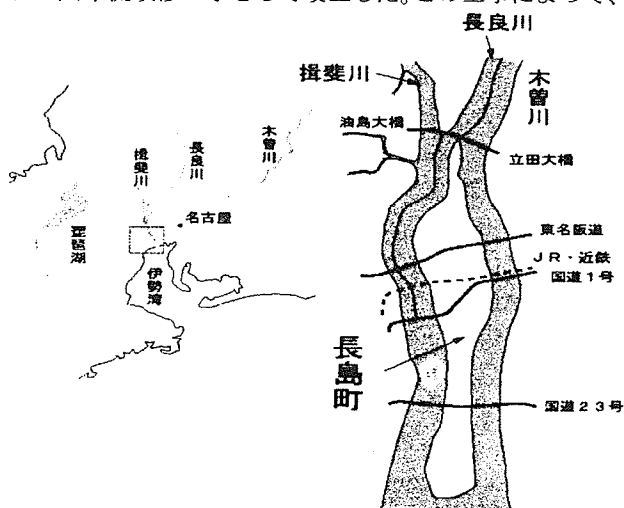 長良川
揖斐川
木曽川
油島大橋
立田大橋
木曽川
長良川
揖斐川
名古屋
琵琶湖
伊勢湾
東名阪道
JR・近鉄
国道1号
長島町
国道23号